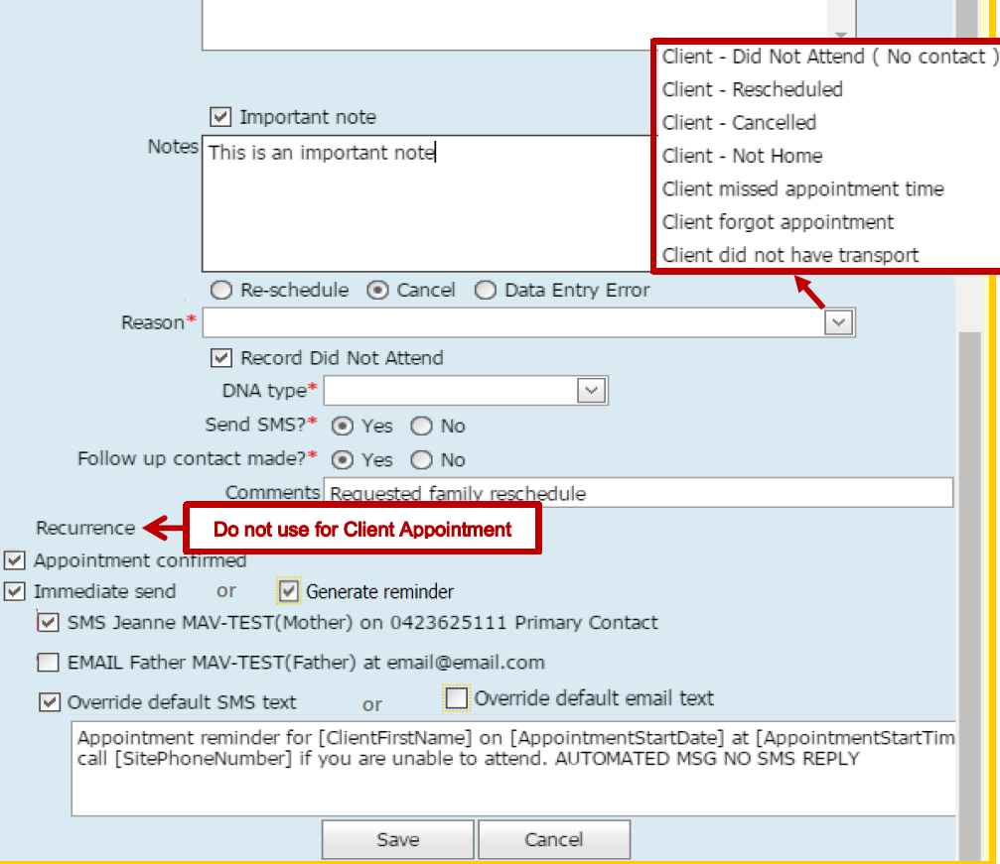 Client - Did Not Attend ( No contact )
Client - Rescheduled
Client - Cancelled
Client - Not Home
Client missed appointment time
Client forgot appointment
Client did not have transport
Important note
Notes This is an important note
Re-schedule Cancel Data Entry Error
Reason*
Record Did Not Attend
DNA type*
Send SMS?* Yes No
Follow up contact made?* Yes No
Comments Requested family reschedule
Recurrence Do not use for Client Appointment
Appointment confirmed
Immediate send or Generate reminder
SMS Jeanne MAV-TEST(Mother) on 0423625111 Primary Contact
EMAIL Father MAV-TEST(Father) at email@email.com
Override default SMS text or Override default email text
Appointment reminder for [ClientFirstName] on [AppointmentStartDate] at [AppointmentStartTim
call [SitePhoneNumber] if you are unable to attend. AUTOMATED MSG NO SMS REPLY
Save Cancel